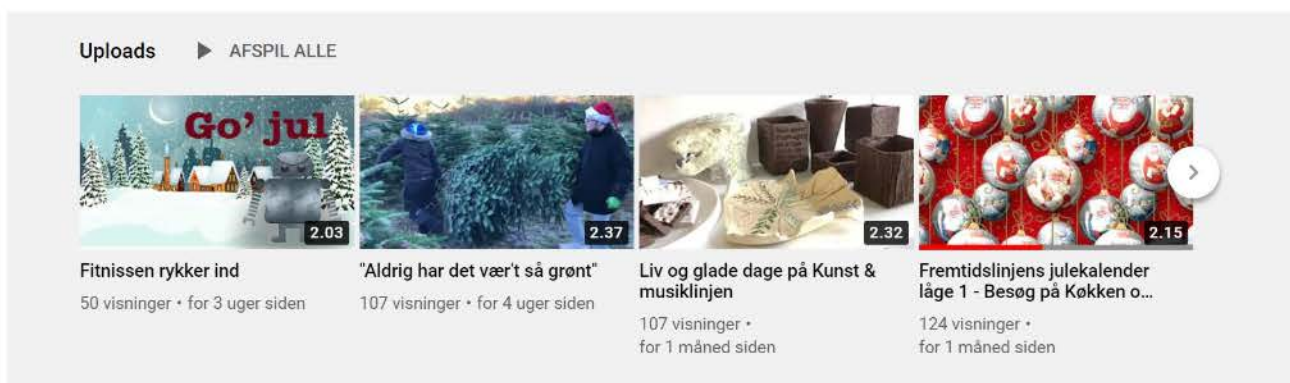 Uploads
AFSPIL ALLE
Go' jul
2.03
2.37
2.32
2.15
Fitnissen rykker ind
50 visninger • for 3 uger siden
"Aldrig har det vær't så grønt"
107 visninger • for 4 uger siden
Liv og glade dage på Kunst &
musiklinjen
107 visninger •
for 1 måned siden
Fremtidslinjens julekalender
låge 1 - Besøg på Køkken o...
124 visninger •
for 1 måned siden